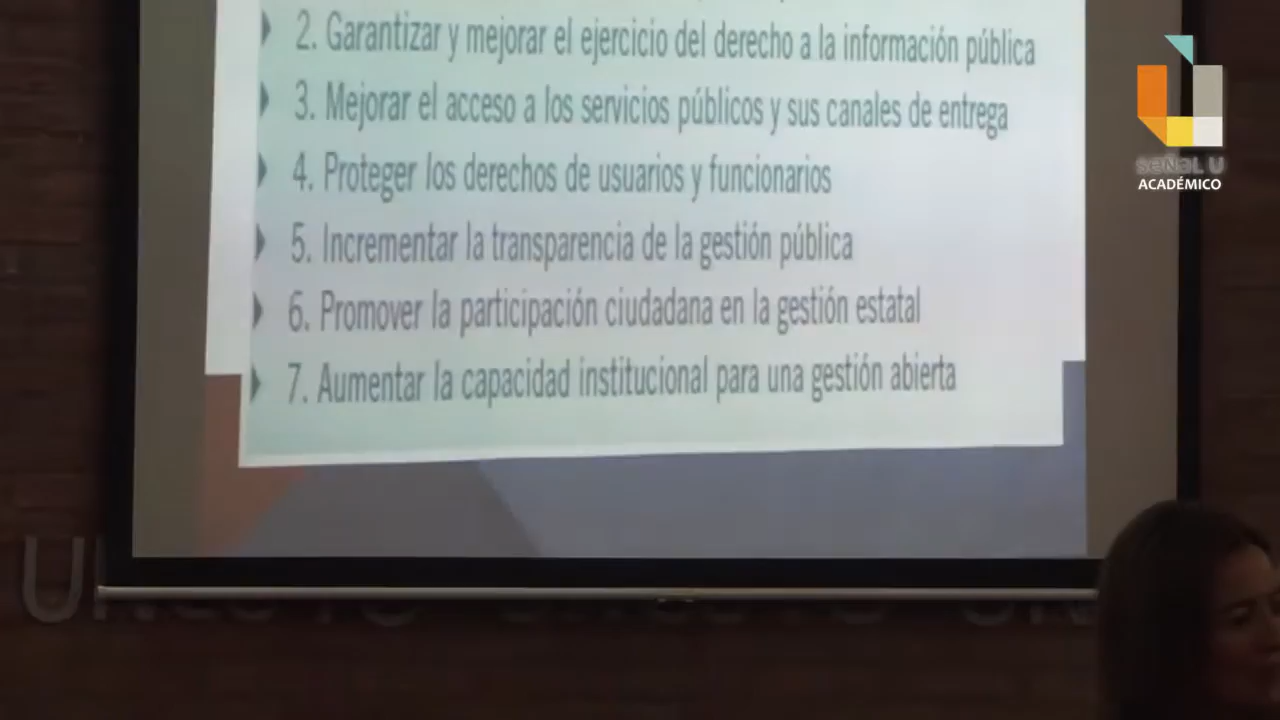 2. Garantizar y mejorar el ejercicio del derecho a la información pública
3. Mejorar el acceso a los servicios públicos y sus canales de entrega
4. Proteger los derechos de usuarios y funcionarios
5. Incrementar la transparencia de la gestión pública
6. Promover la participación ciudadana en la gestión estatal
7. Aumentar la capacidad institucional para una gestión abierta
SEÑAL U
ACADÉMICO